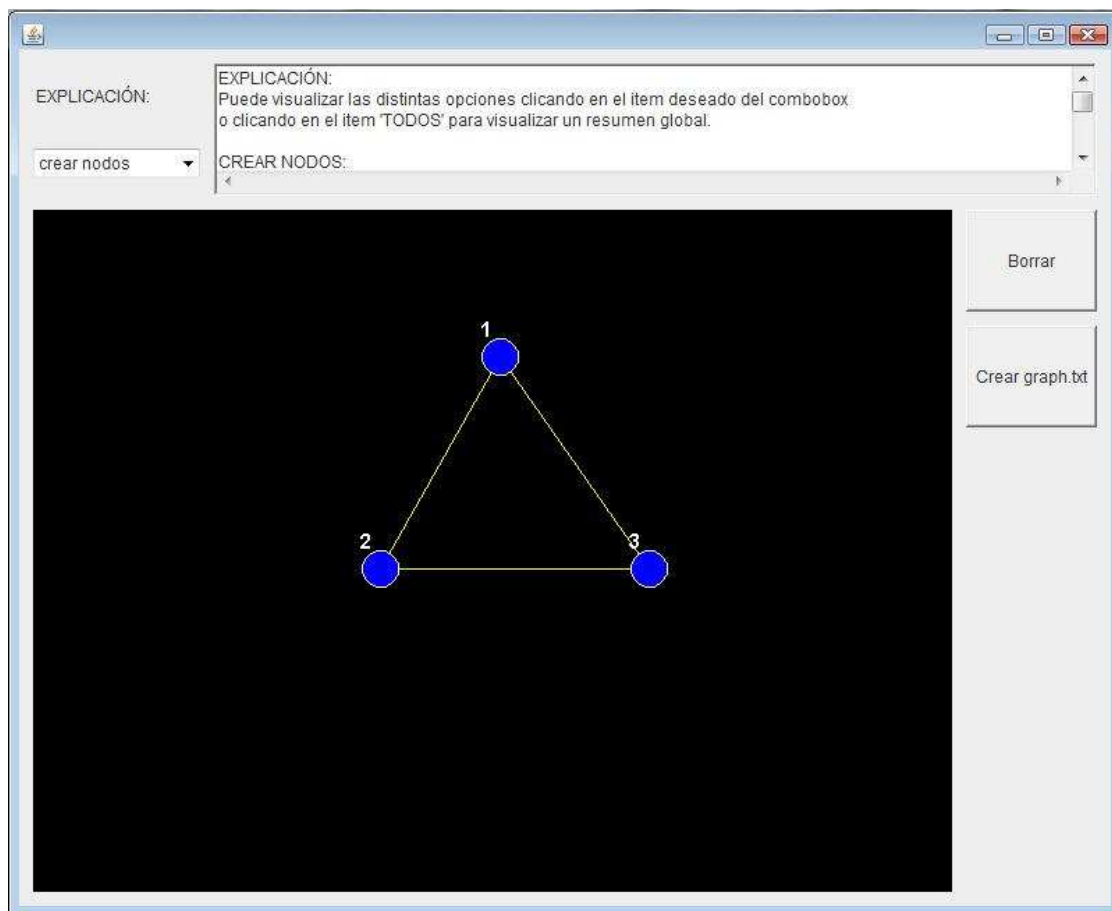 EXPLICACIÓN:
EXPLICACIÓN:
Puede visualizar las distintas opciones clicando en el item deseado del combobox
o clicando en el item 'TODOS' para visualizar un resumen global.
CREAR NODOS:
crear nodos
Borrar
Crear graph.txt
1
2
3